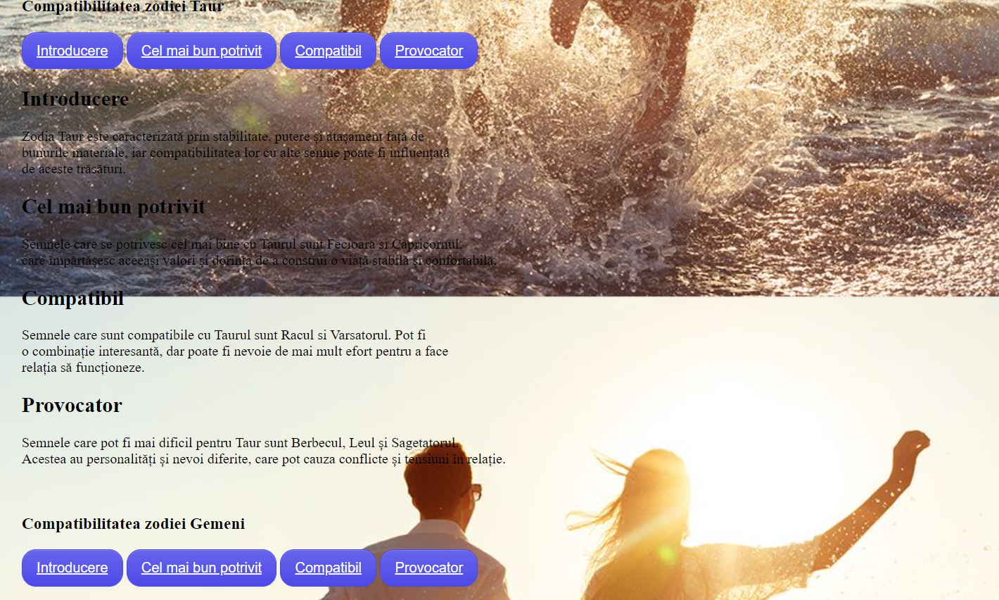 Compatibilitatea zodiei Taur
Introducere Cel mai bun potrivit Compatibil Provocator
Introducere
Zodia Taur este caracterizată prin stabilitate, putere și atașament față de
bunurile materiale, iar compatibilitatea lor cu alte semne poate fi influențată
de aceste trăsături.
Cel mai bun potrivit
Semnele care se potrivesc cel mai bine cu Taurul sunt Fecioara si Capricornul,
care împărtășesc aceeași valori și dorința de a construi o viață stabilă și confortabilă.
Compatibil
Semnele care sunt compatibile cu Taurul sunt Racul si Varsatorul. Pot fi
o combinație interesantă, dar poate fi nevoie de mai mult efort pentru a face
relația să funcționeze.
Provocator
Semnele care pot fi mai dificil pentru Taur sunt Berbecul, Leul și Sagetatorul.
Acestea au personalități și nevoi diferite, care pot cauza conflicte și tensiuni în relație.
Compatibilitatea zodiei Gemeni
Introducere Cel mai bun potrivit Compatibil Provocator